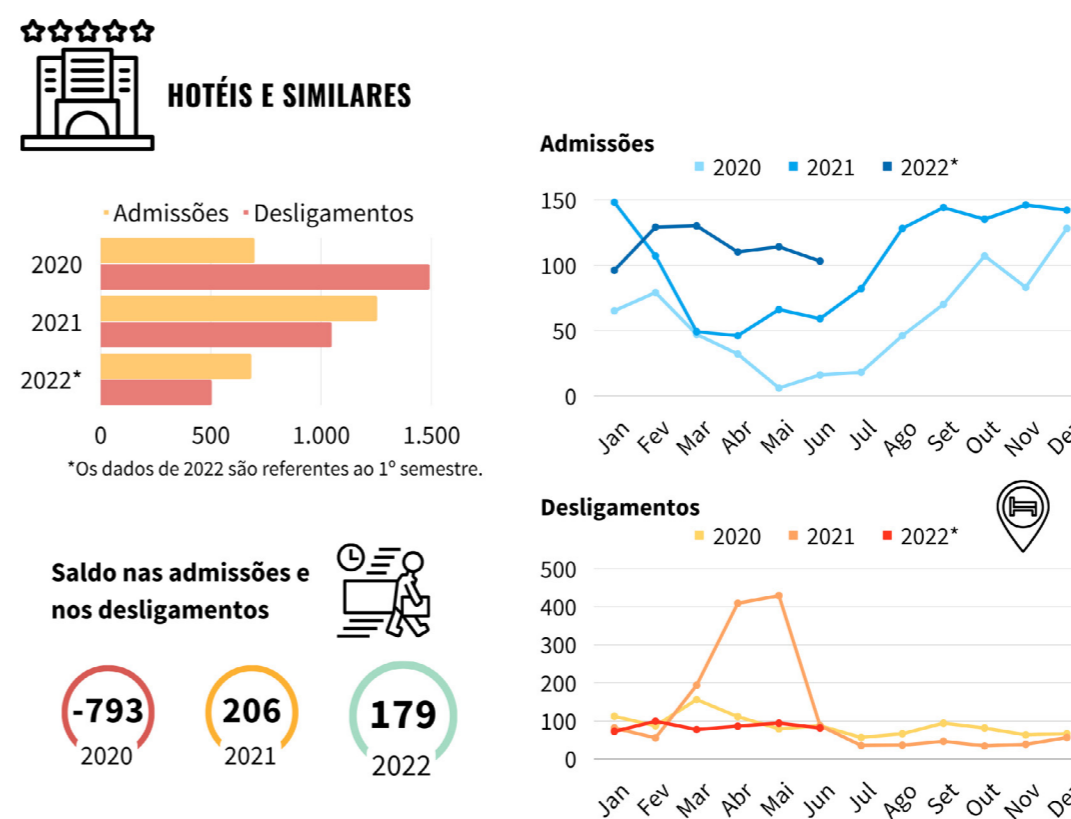 HOTÉIS E SIMILARES
Admissões Desligamentos
2020
2021
2022*
0 500 1.000 1.500
*Os dados de 2022 são referentes ao 1º semestre.
Saldo nas admissões e
nos desligamentos
-793
2020
206
2021
179
2022
Admissões
2020 2021 2022*
150
100
50
0
Jan Fev Mar Abr Mai Jun Jul Ago Set Out Nov
Desligamentos
2020 2021 2022*
500
400
300
200
100
0
Jan Fev Mar Abr Mai Jun Jul Ago Set Out Nov